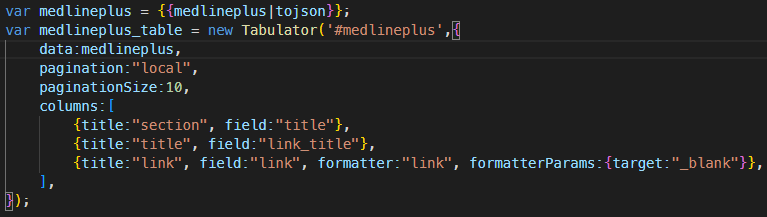 var medlineplus = {{medlineplus|tojson}};
var medlineplus_table = new Tabulator('#medlineplus',{
data:medlineplus,
pagination:"local",
paginationSize:10,
columns:[
{title:"section", field:"title"},
{title:"title", field:"link_title"},
{title:"link", field:"link", formatter:"link", formatterParams:{target:"_blank"}},
],
});